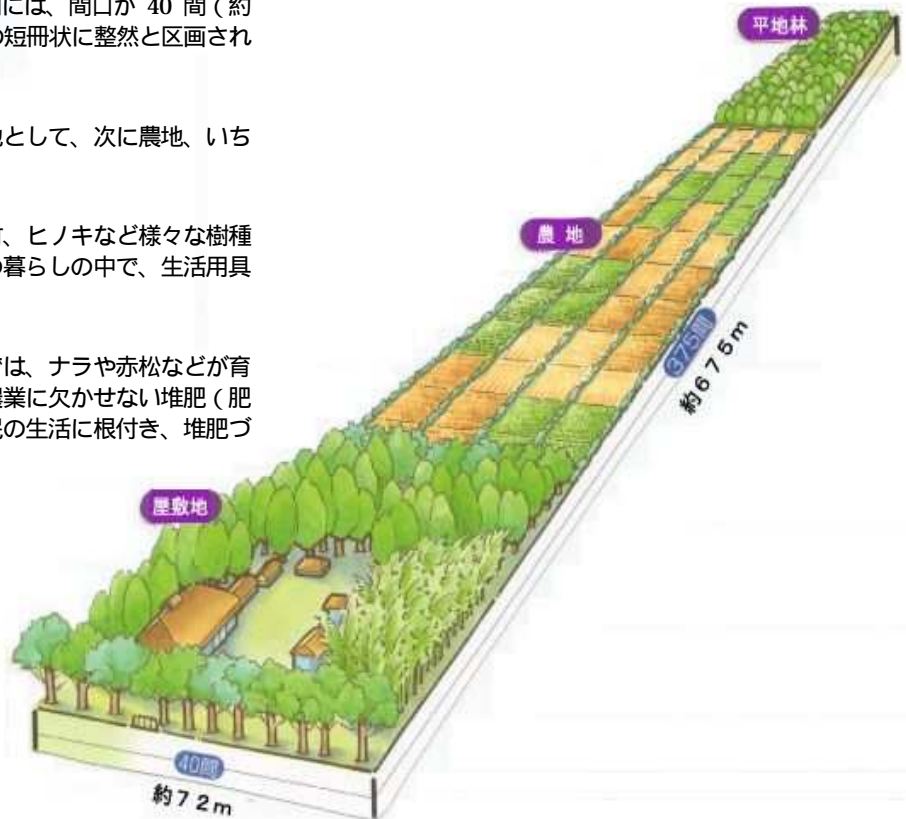 には、間口が 40 間 ( 約
の短冊状に整然と区画され
地として、次に農地、いち
、ヒノキなど様々な樹種
の暮らしの中で、生活用具
では、ナラや赤松などが育
農業に欠かせない堆肥 ( 肥
民の生活に根付き、堆肥づ
平地林
農 地
375間
約675m
屋敷地
40間
約72m